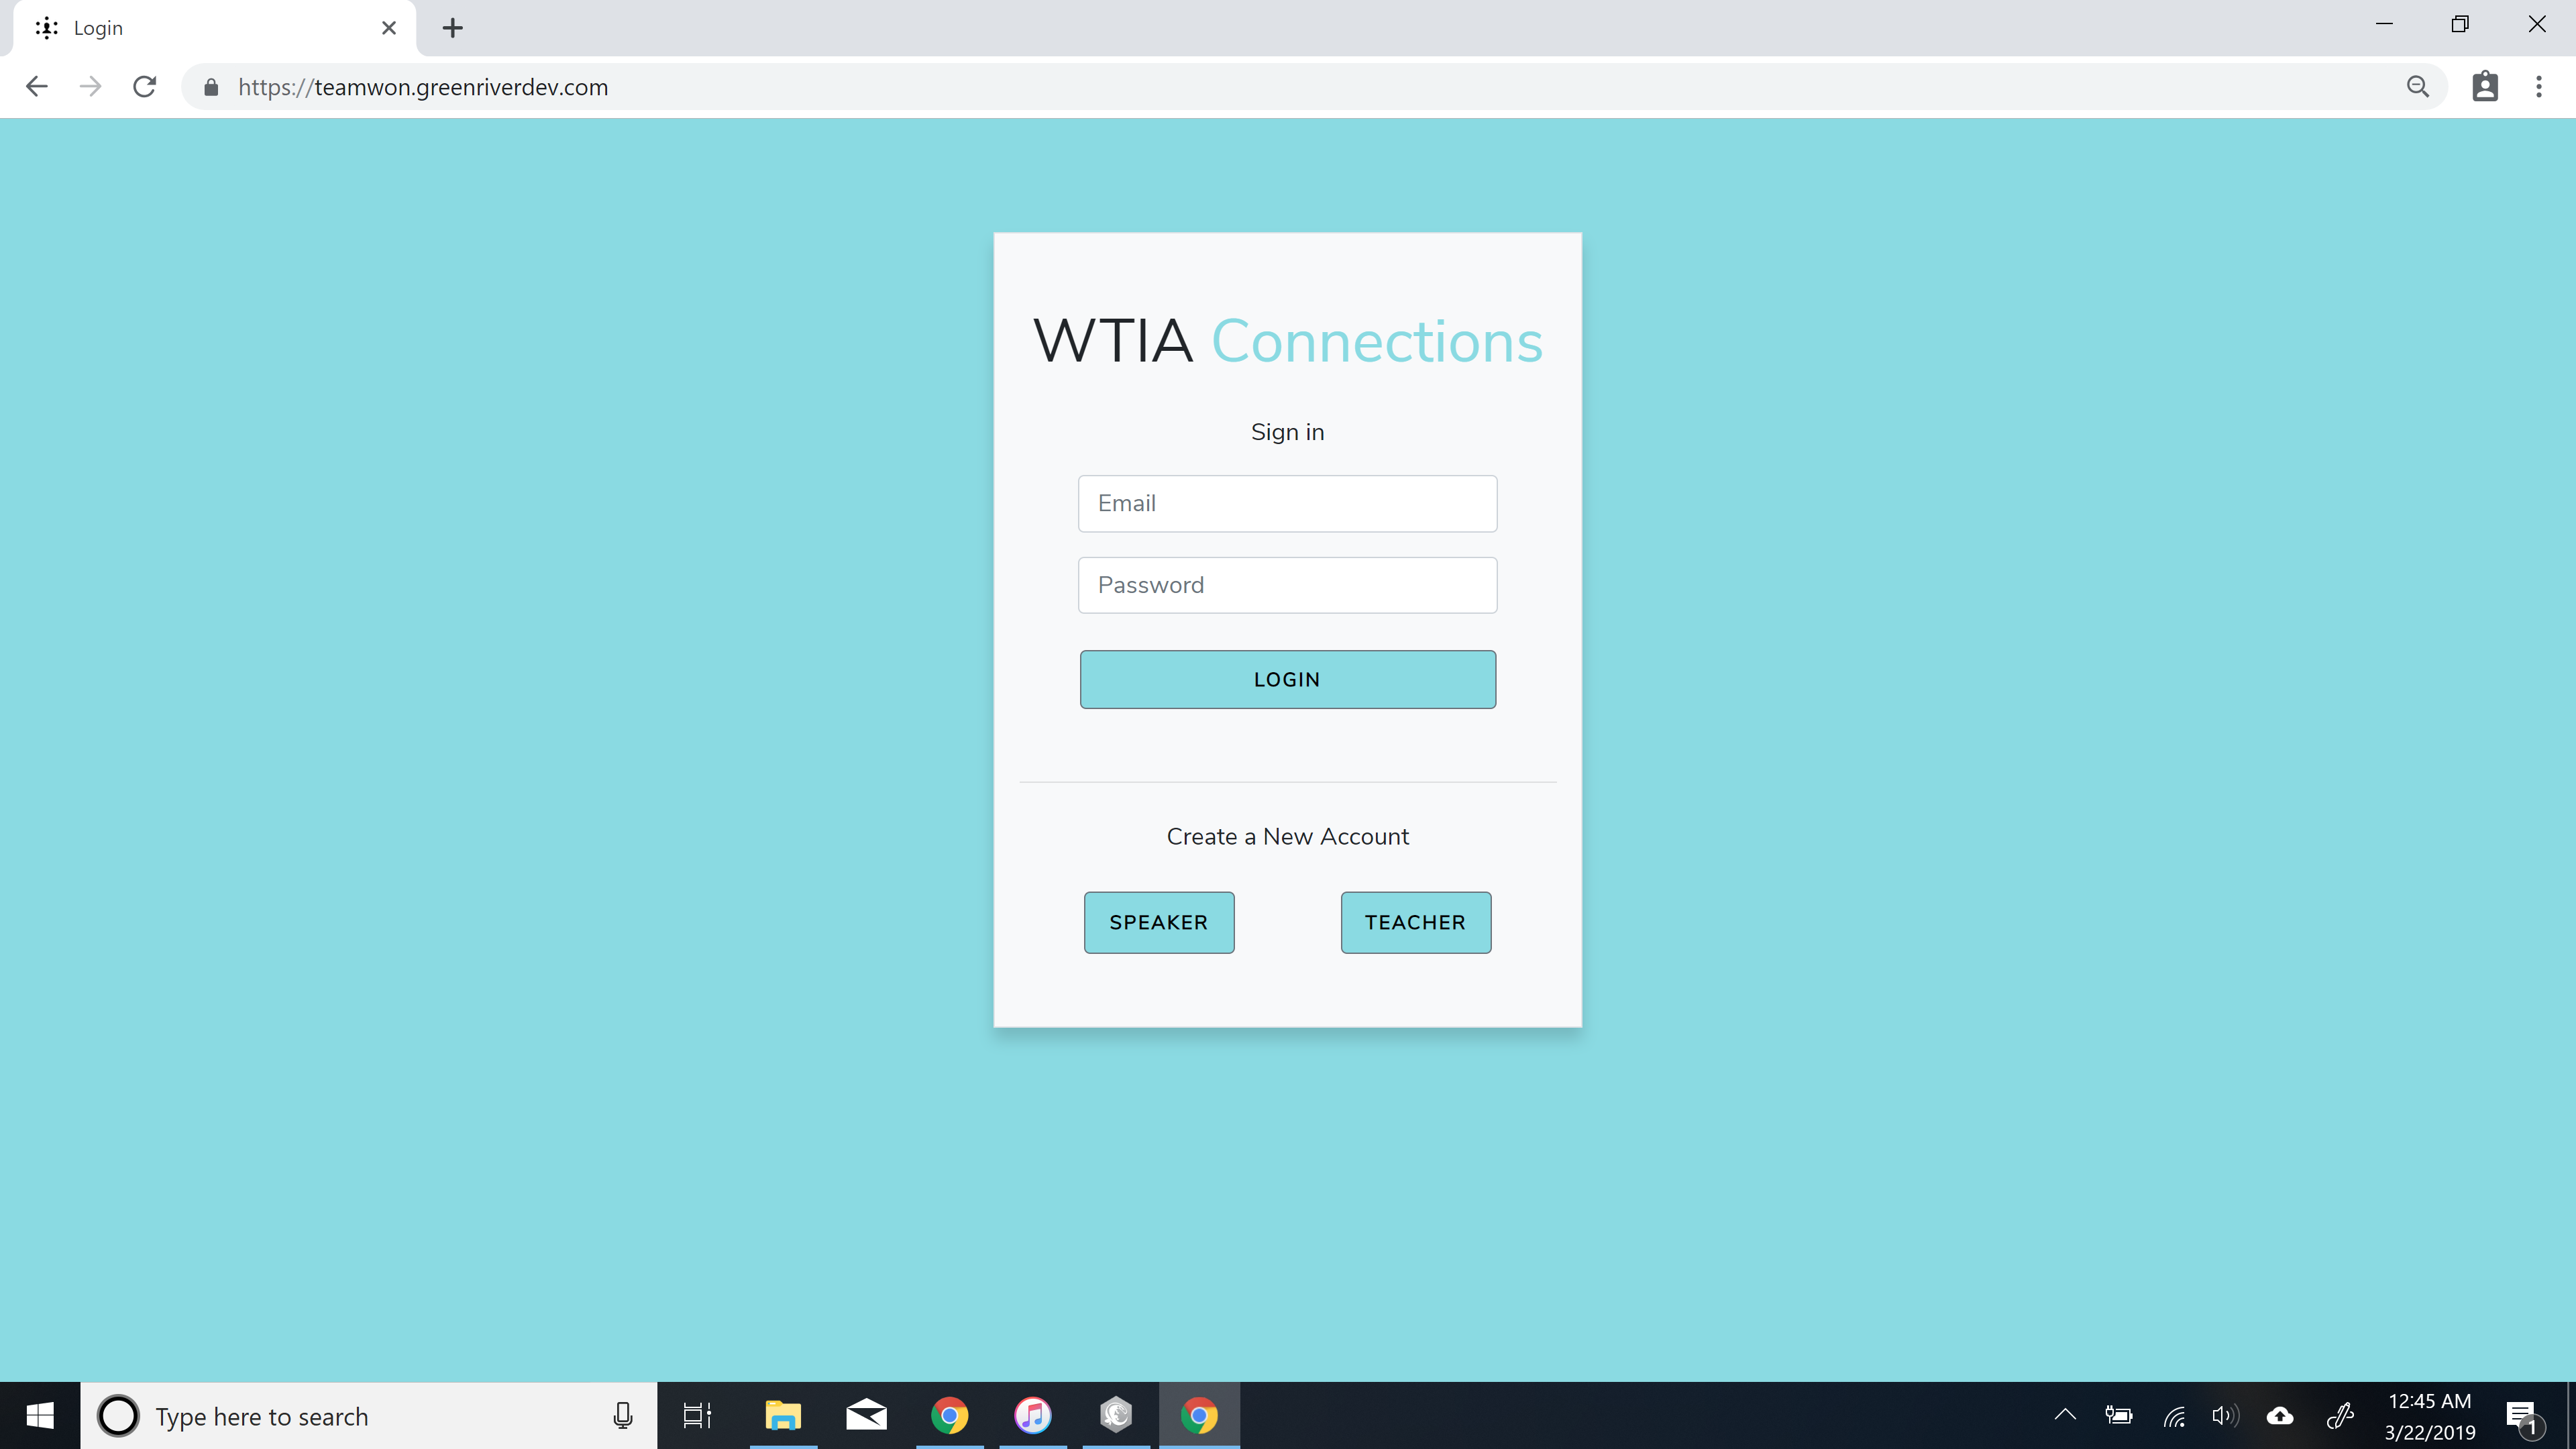 Login
https://teamwon.greenriverdev.com
WTIA Connections
Sign in
Email
Password
LOGIN
Create a New Account
SPEAKER
TEACHER
Type here to search
12:45 AM
3/22/2019
1